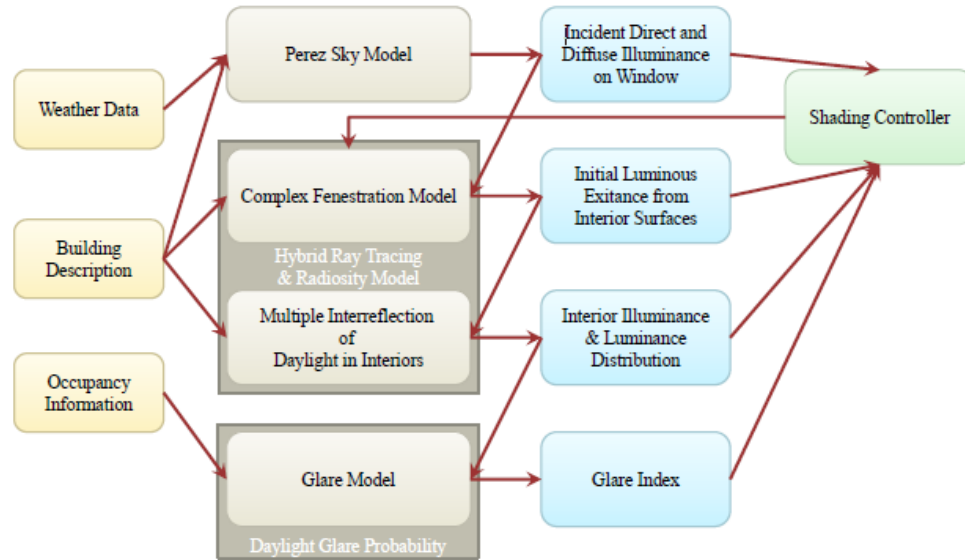 Perez Sky Model
Incident Direct and
Diffuse Illuminance
on Window
Weather Data
Shading Controller
Complex Fenestration Model
Initial Luminous
Exitance from
Interior Surfaces
Building
Description
Hybrid Ray Tracing
& Radiosity Model
Multiple Interreflection
of
Daylight in Interiors
Interior Illuminance
& Luminance
Distribution
Occupancy
Information
Glare Model
Glare Index
Daylight Glare Probability